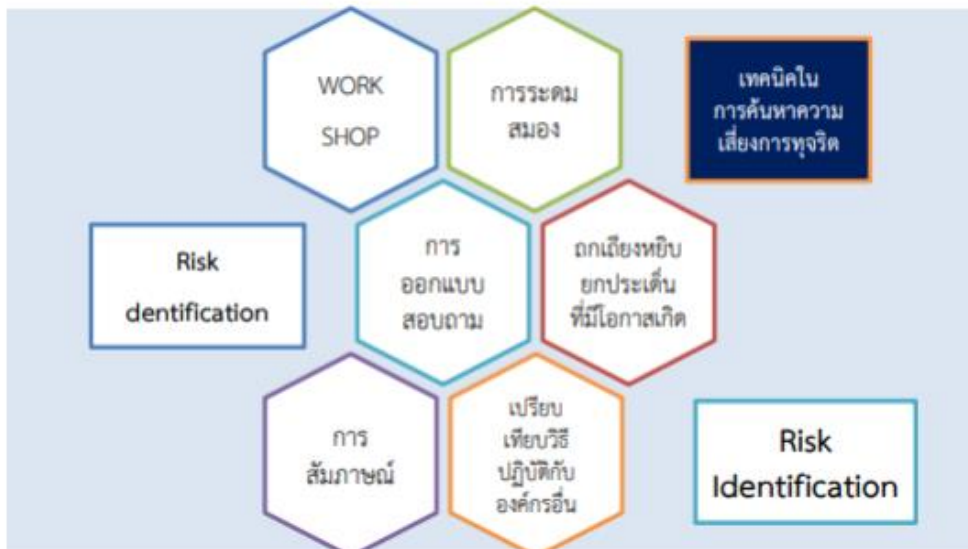 WORK
SHOP
การระดม
สมอง
เทคนิคใน
การค้นหาความ
เสี่ยงการทุจริต
Risk
dentification
การ
ออกแบบ
สอบถาม
ถกเถียงหยิบ
ยกประเด็น
ที่มีโอกาสเกิด
การ
สัมภาษณ์
เปรียบ
เทียบวิธี
ปฏิบัติกับ
องค์กรอื่น
Risk
Identification